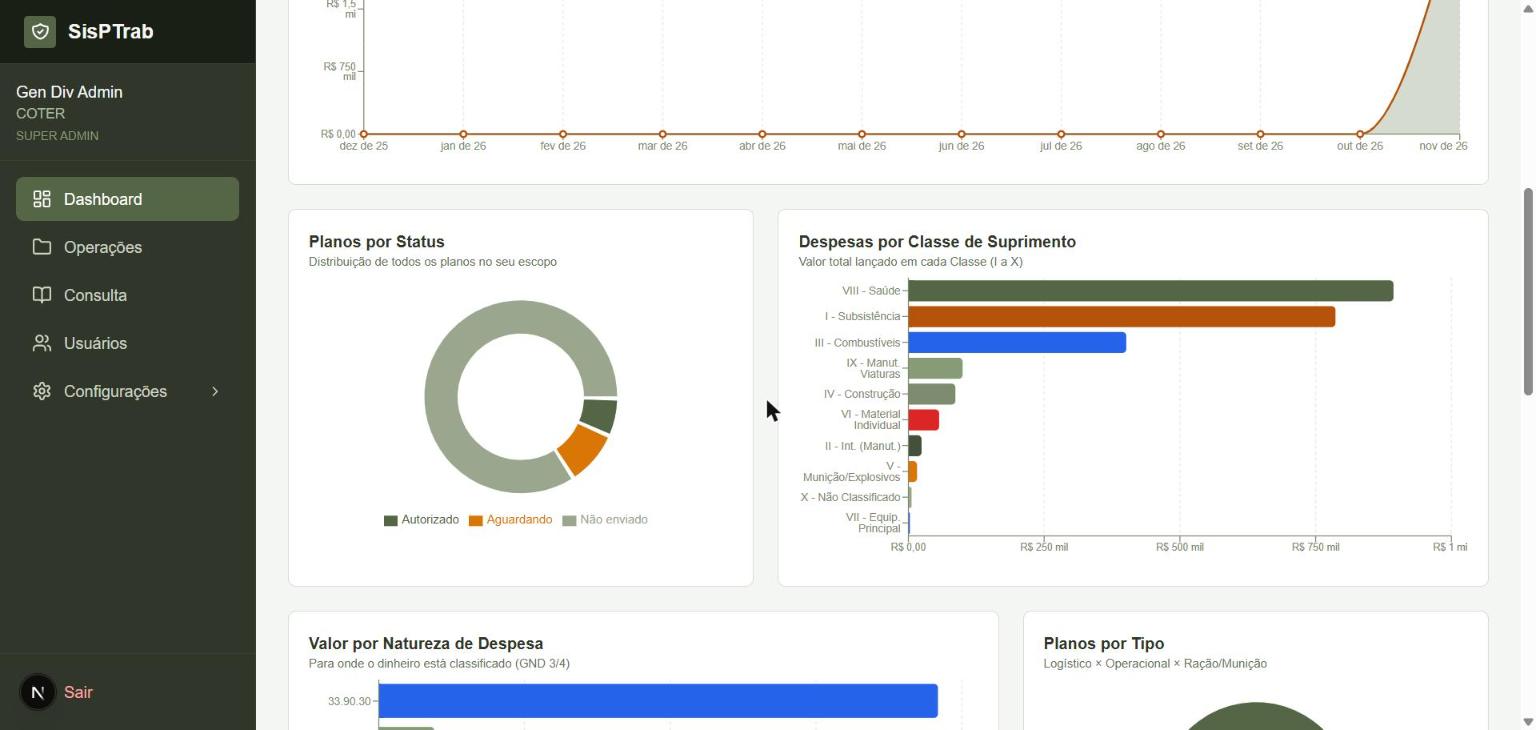 SisPTrab
Gen Div Admin
COTER
SUPER ADMIN
Dashboard
Operações
Consulta
Usuários
Configurações
N
Sair
R$ 1,5
mi
R$ 750
mil
R$ 0,00
dez de 25
jan de 26
fev de 26
mar de 26
abr de 26
mai de 26
jun de 26
jul de 26
ago de 26
set de 26
out de 26
nov de 26
Planos por Status
Distribuição de todos os planos no seu escopo
Autorizado
Aguardando
Não enviado
Despesas por Classe de Suprimento
Valor total lançado em cada Classe (I a X)
VIII - Saúde
I - Subsistência
III - Combustíveis
IX - Manut.
Viaturas
IV - Construção
VI - Material
Individual
II - Int. (Manut.)
V -
Munição/Explosivos
X - Não Classificado
VII - Equip.
Principal
R$ 0,00
R$ 250 mil
R$ 500 mil
R$ 750 mil
R$ 1 mi
Valor por Natureza de Despesa
Para onde o dinheiro está classificado (GND 3/4)
33.90.30
Planos por Tipo
Logístico × Operacional × Ração/Munição